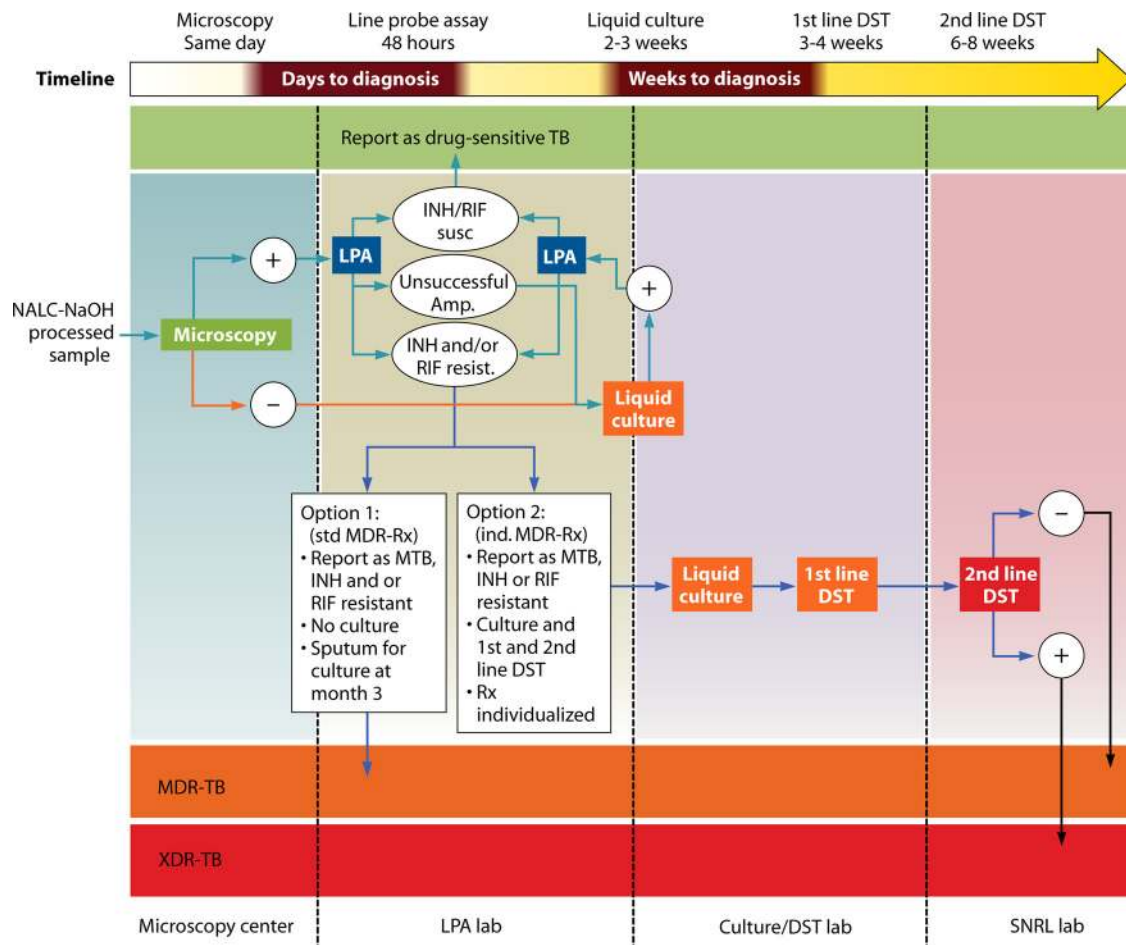 Microscopy
Same day
Line probe assay
48 hours
Liquid culture
2-3 weeks
1st line DST
3-4 weeks
2nd line DST
6-8 weeks
Timeline
Days to diagnosis
Weeks to diagnosis
Report as drug-sensitive TB
INH/RIF
susc
+
LPA
LPA
Unsuccessful
Amp.
+
NALC-NaOH
processed
sample
Microscopy
INH and/or
RIF resist.
−
Liquid
culture
Option 1:
(std MDR-Rx)
• Report as MTB,
INH and or
RIF resistant
• No culture
• Sputum for
culture at
month 3
Option 2:
(ind. MDR-Rx)
• Report as MTB,
INH or RIF
resistant
• Culture and
1st and 2nd
line DST
• Rx
individualized
Liquid
culture
1st line
DST
2nd line
DST
−
+
MDR-TB
XDR-TB
Microscopy center
LPA lab
Culture/DST lab
SNRL lab